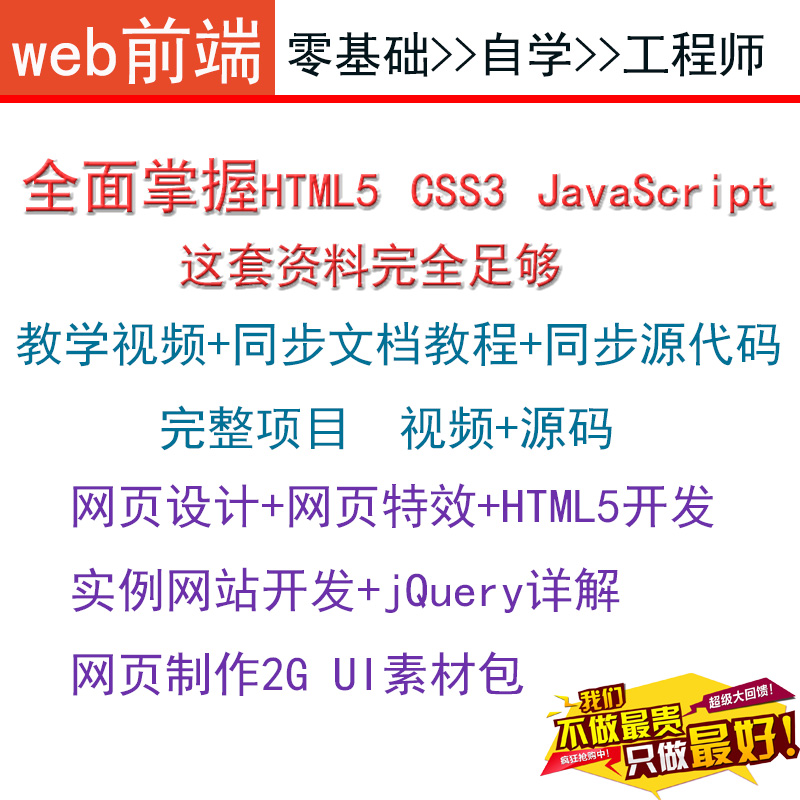 web前端 零基础>>自学>>工程师
全面掌握HTML5 CSS3 JavaScript
这套资料完全足够
教学视频+同步文档教程+同步源代码
完整项目 视频+源码
网页设计+网页特效+HTML5开发
实例网站开发+jQuery详解
网页制作2G UI素材包
我们
超级大回馈!
不做最贵
疯狂抢购中!
只做最好!